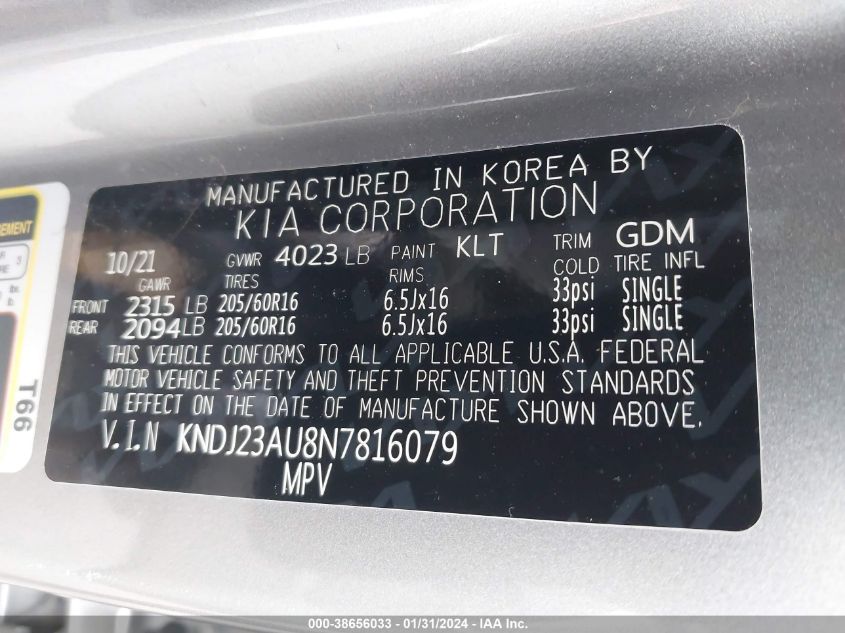 MANUFACTURED IN KOREA BY
KIA CORPORATION
10/21 GVWR 4023 LB PAINT KLT TRIM GDM
GAWR TIRES RIMS COLD TIRE INFL
FRONT 2315 LB 205/60R16 6.5Jx16 33psi SINGLE
REAR 2094 LB 205/60R16 6.5Jx16 33psi SINGLE
THIS VEHICLE CONFORMS TO ALL APPLICABLE U.S.A. FEDERAL
MOTOR VEHICLE SAFETY AND THEFT PREVENTION STANDARDS
IN EFFECT ON THE DATE OF MANUFACTURE SHOWN ABOVE.
V.I.N KNDJ23AU8N7816079
MPV
T66
000-38656033 - 01/31/2024 - IAA Inc.